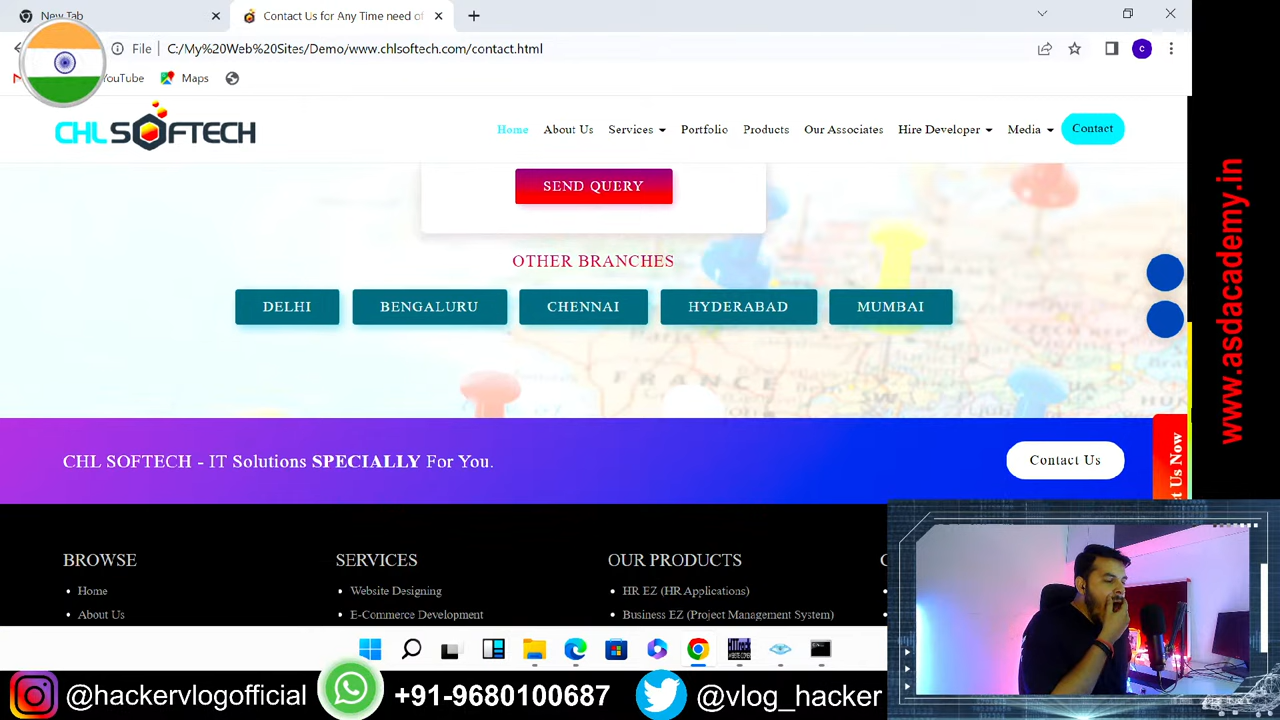 New Tab
Contact Us for Any Time need of
File
C:/My%20Web%20Sites/Demo/www.chlsoftech.com/contact.html
C
YouTube
Maps
CHL SOFTECH
Home
About Us
Services
Portfolio
Products
Our Associates
Hire Developer
Media
Contact
SEND QUERY
OTHER BRANCHES
DELHI
BENGALURU
CHENNAI
HYDERABAD
MUMBAI
www.asdacademy.in
CHL SOFTECH - IT Solutions SPECIALLY For You.
Contact Us
t Us Now
BROWSE
SERVICES
OUR PRODUCTS
Home
Website Designing
HR EZ (HR Applications)
About Us
E-Commerce Development
Business EZ (Project Management System)
@hackervlogofficial
+91-9680100687
@vlog_hacker